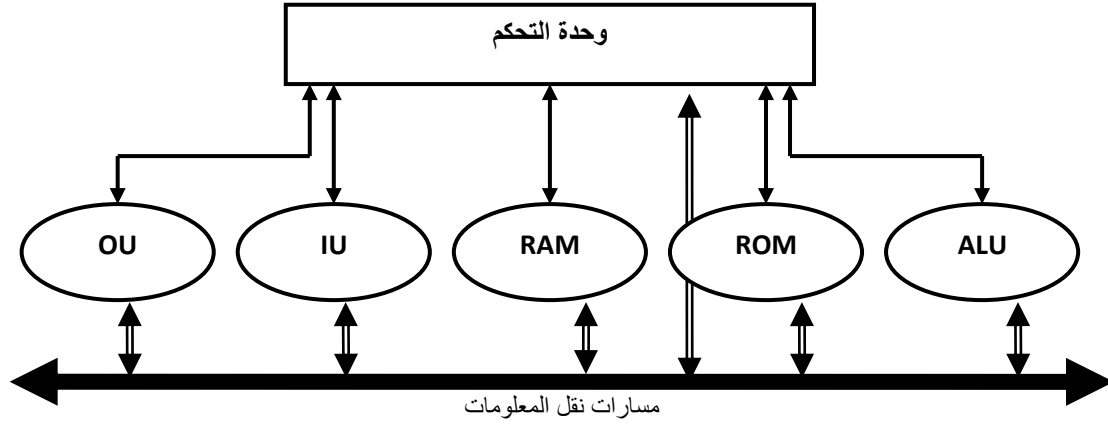 وحدة التحكم
OU
IU
RAM
ROM
ALU
مسارات نقل المعلومات